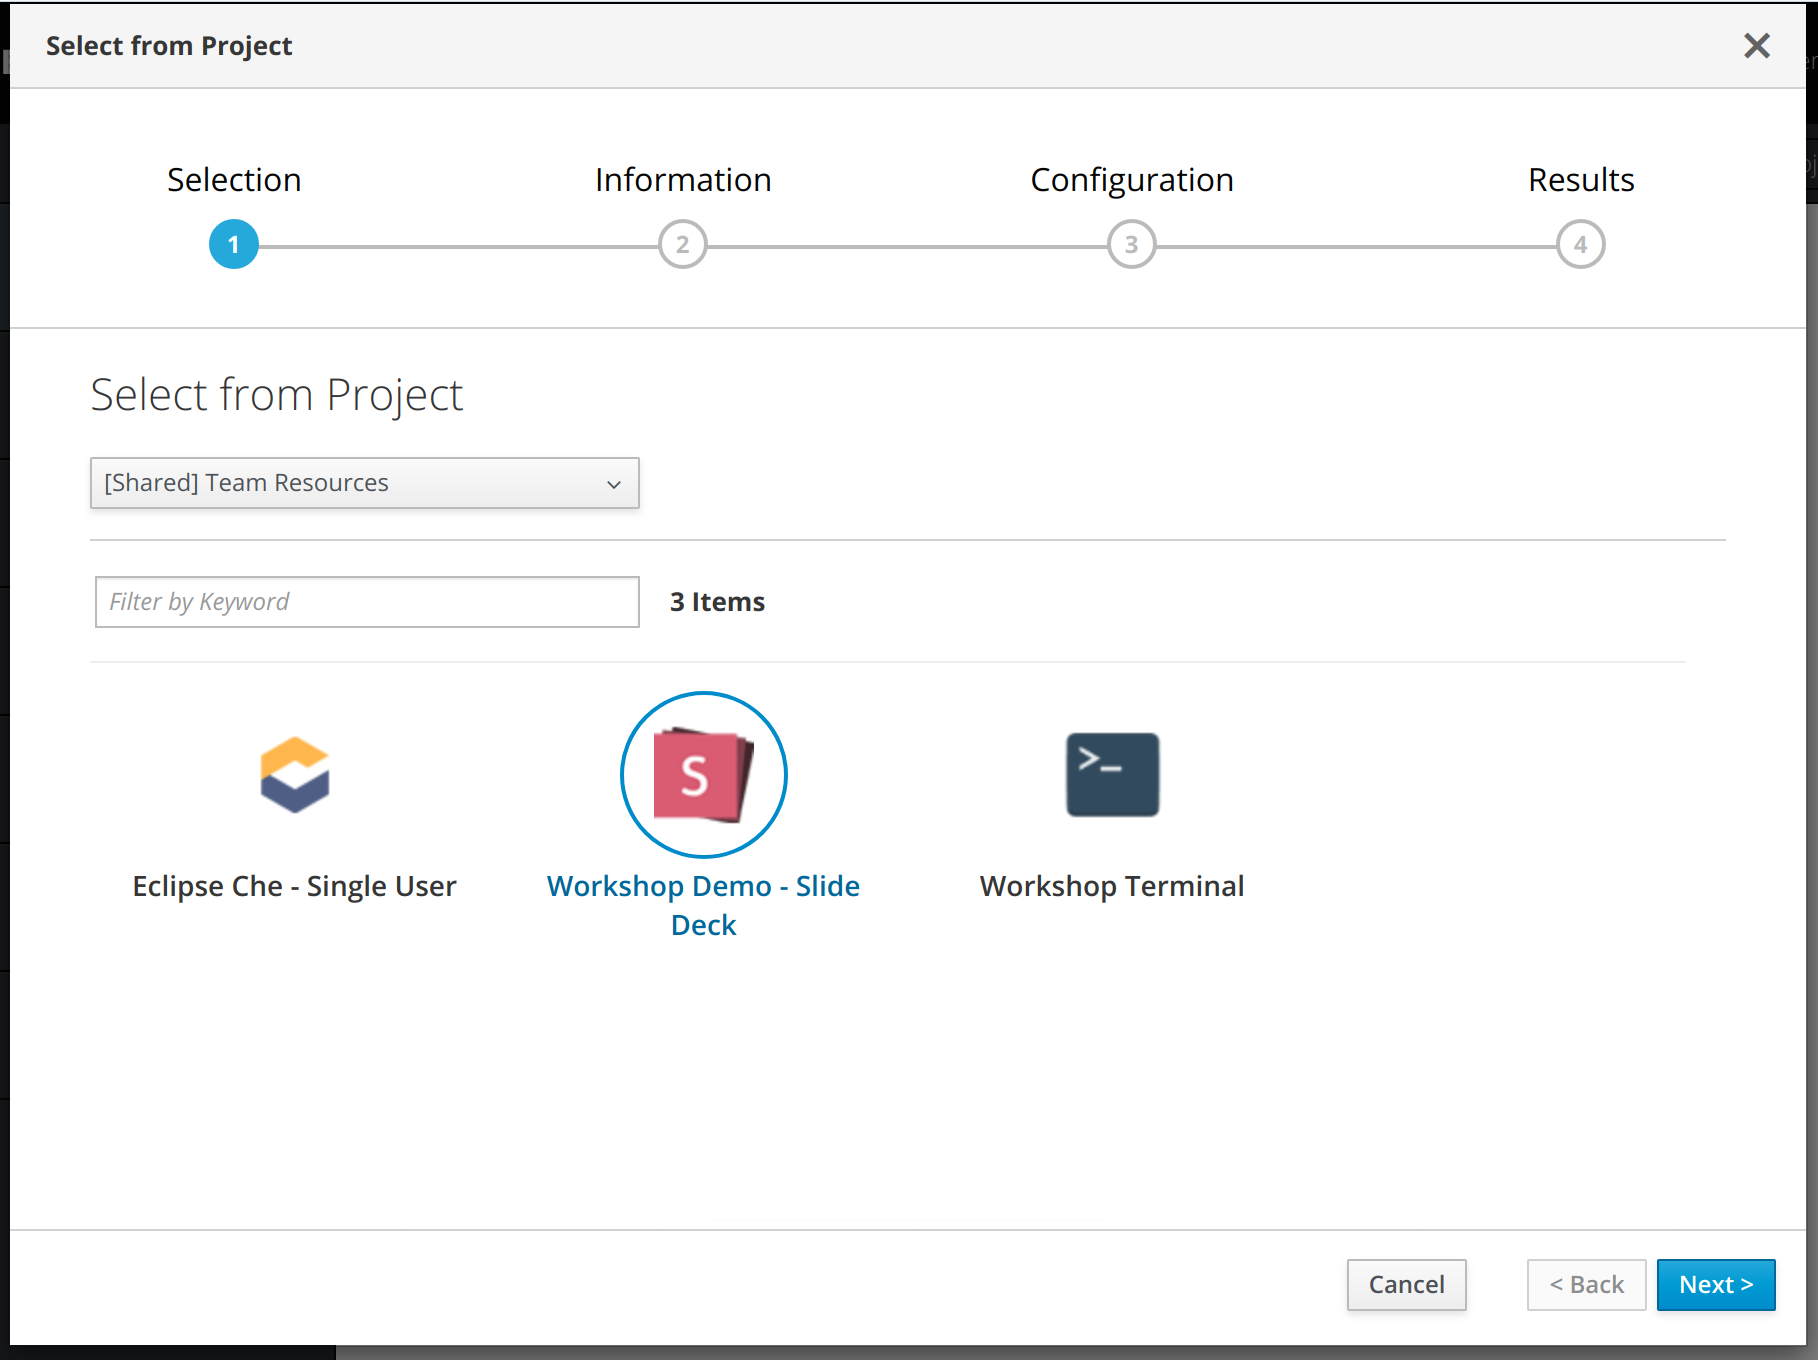 Select from Project
Selection
Information
Configuration
Results
1
2
3
4
Select from Project
[Shared] Team Resources
Filter by Keyword
3 Items
S
>_
Eclipse Che - Single User
Workshop Demo - Slide
Deck
Workshop Terminal
Cancel
< Back
Next >